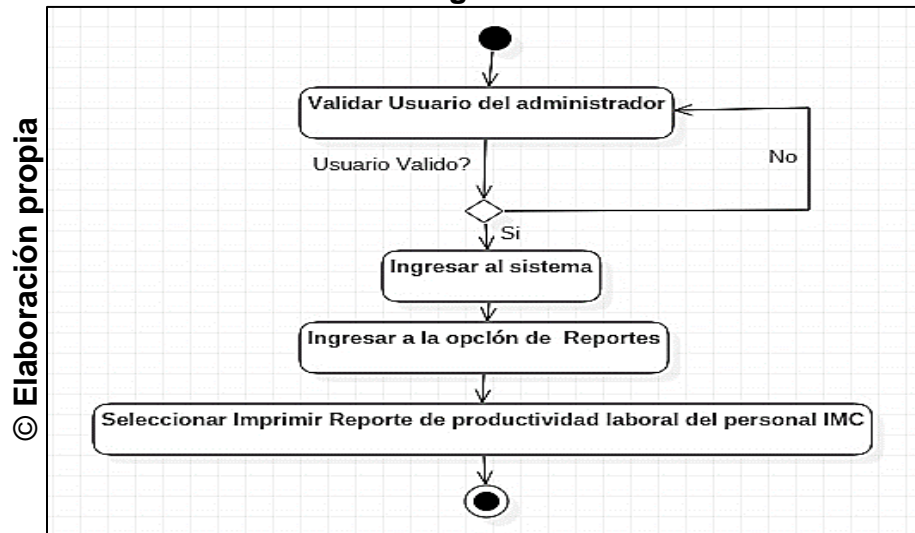 Validar Usuario del administrador
Usuario Valido?
No
Si
Ingresar al sistema
Ingresar a la opción de Reportes
Seleccionar Imprimir Reporte de productividad laboral del personal IMC
© Elaboración propia